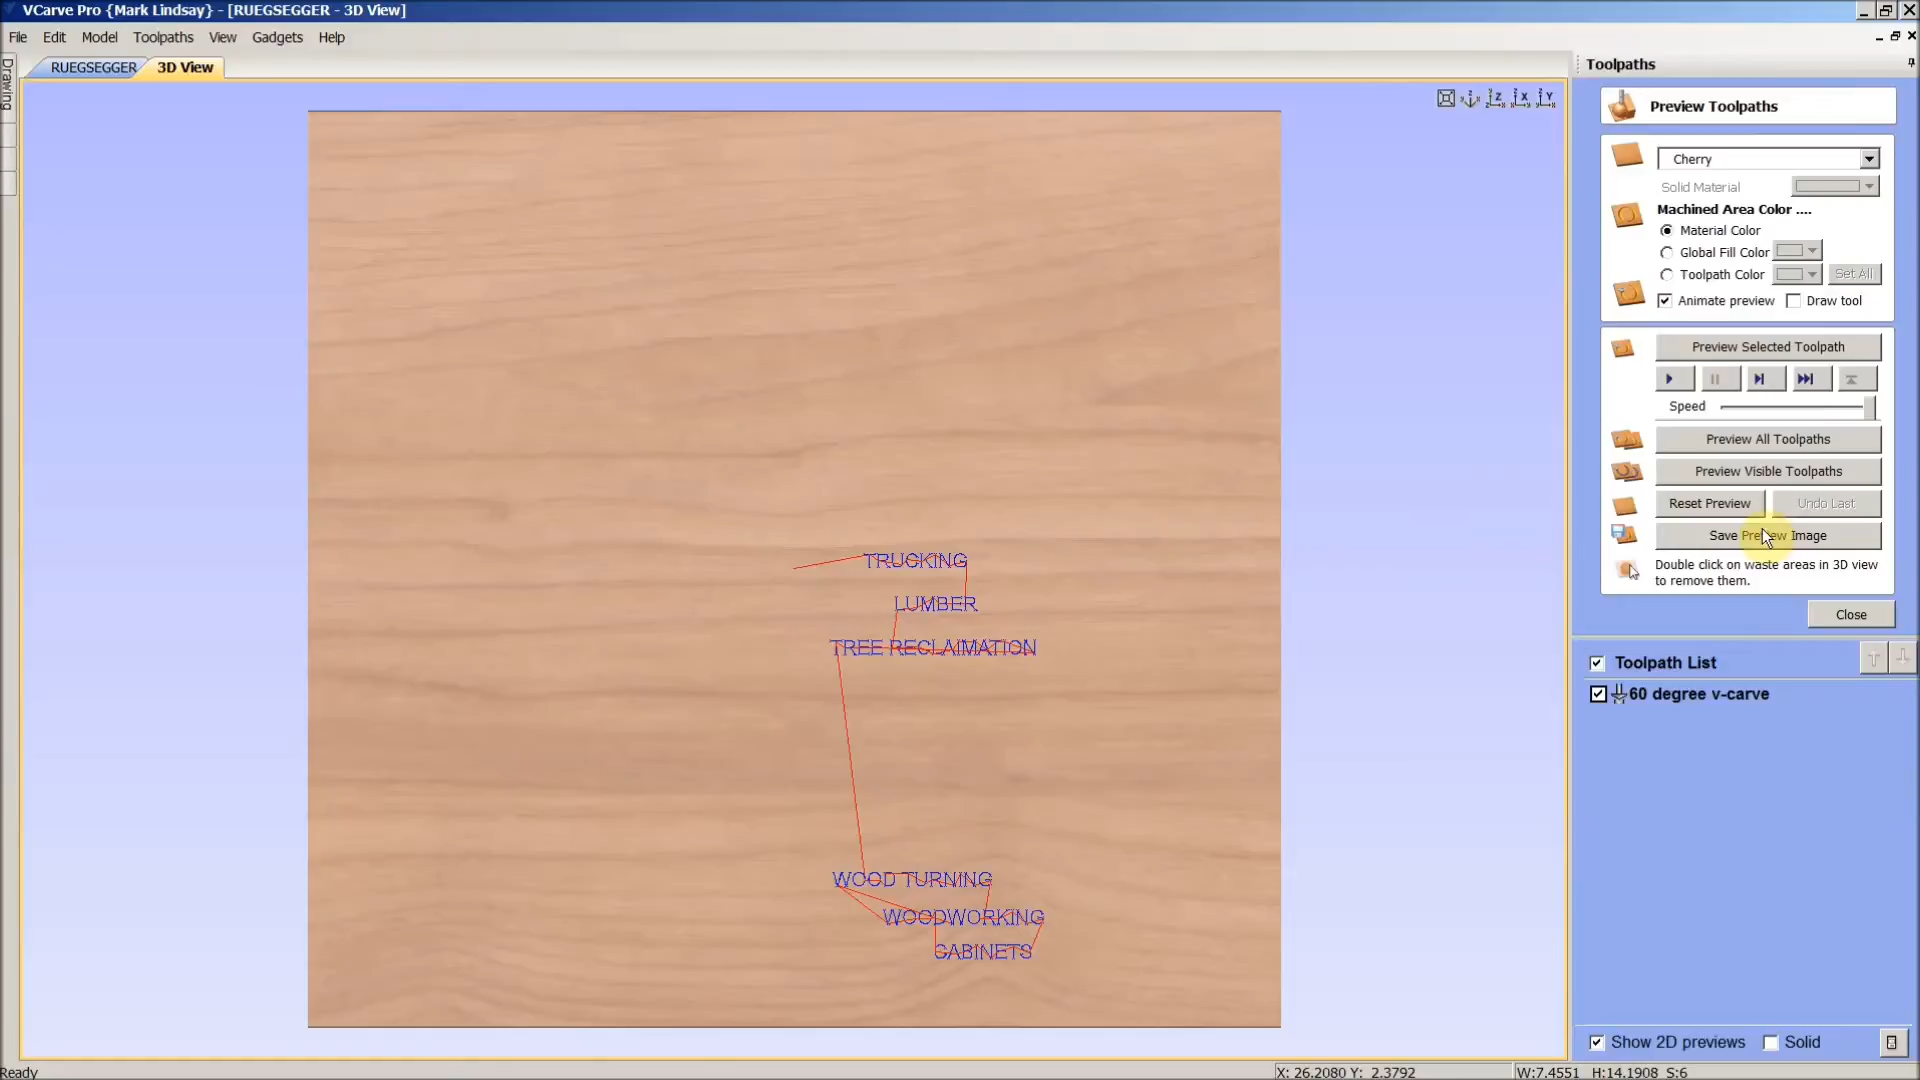 VCarve Pro {Mark Lindsay} - [RUEGSEGGER - 3D View]
File Edit Model Toolpaths View Gadgets Help
Drawing
RUEGSEGGER 3D View
Toolpaths
Preview Toolpaths
Cherry
Solid Material
Machined Area Color ....
Material Color
Global Fill Color
Toolpath Color Set All
Animate preview Draw tool
Preview Selected Toolpath
Speed
Preview All Toolpaths
Preview Visible Toolpaths
Reset Preview Undo Last
Save Preview Image
Double click on waste areas in 3D view
to remove them.
Close
Toolpath List
60 degree v-carve
Show 2D previews Solid
TRUCKING
LUMBER
TREE RECLAIMATION
WOOD TURNING
WOODWORKING
CABINETS
Ready
X: 26.2080 Y: 2.3792
W:7.4551 H:14.1908 S:6